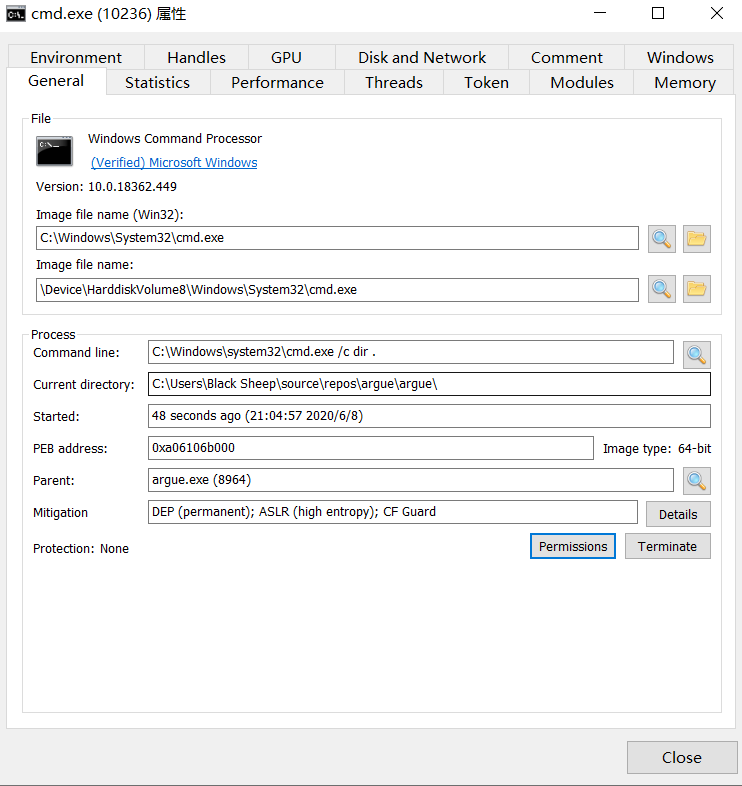 cmd.exe (10236) 属性
Environment Handles GPU Disk and Network Comment Windows
General Statistics Performance Threads Token Modules Memory
File
Windows Command Processor
(Verified) Microsoft Windows
Version: 10.0.18362.449
Image file name (Win32):
C:\Windows\System32\cmd.exe
Image file name:
\Device\HarddiskVolume8\Windows\System32\cmd.exe
Process
Command line: C:\Windows\system32\cmd.exe /c dir .
Current directory: C:\Users\Black Sheep\source\repos\argue\argue\
Started: 48 seconds ago (21:04:57 2020/6/8)
PEB address: 0xa06106b000 Image type: 64-bit
Parent: argue.exe (8964)
Mitigation DEP (permanent); ASLR (high entropy); CF Guard Details
Protection: None Permissions Terminate
Close